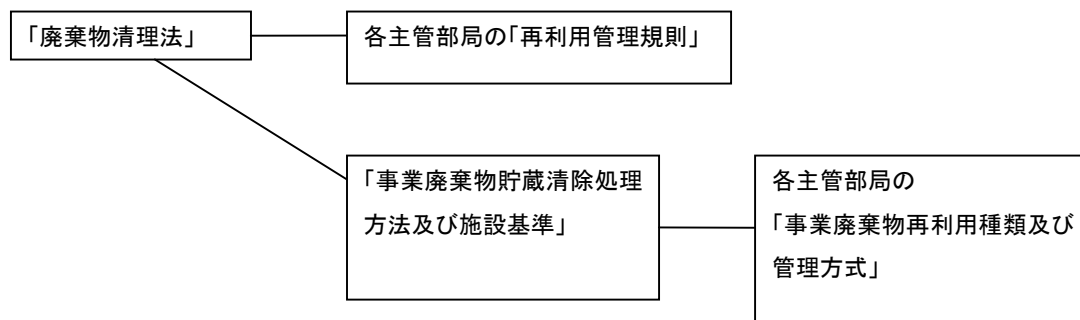 「廃棄物清理法」
各主管部局の「再利用管理規則」
「事業廃棄物貯蔵清除処理
方法及び施設基準」
各主管部局の
「事業廃棄物再利用種類及び
管理方式」